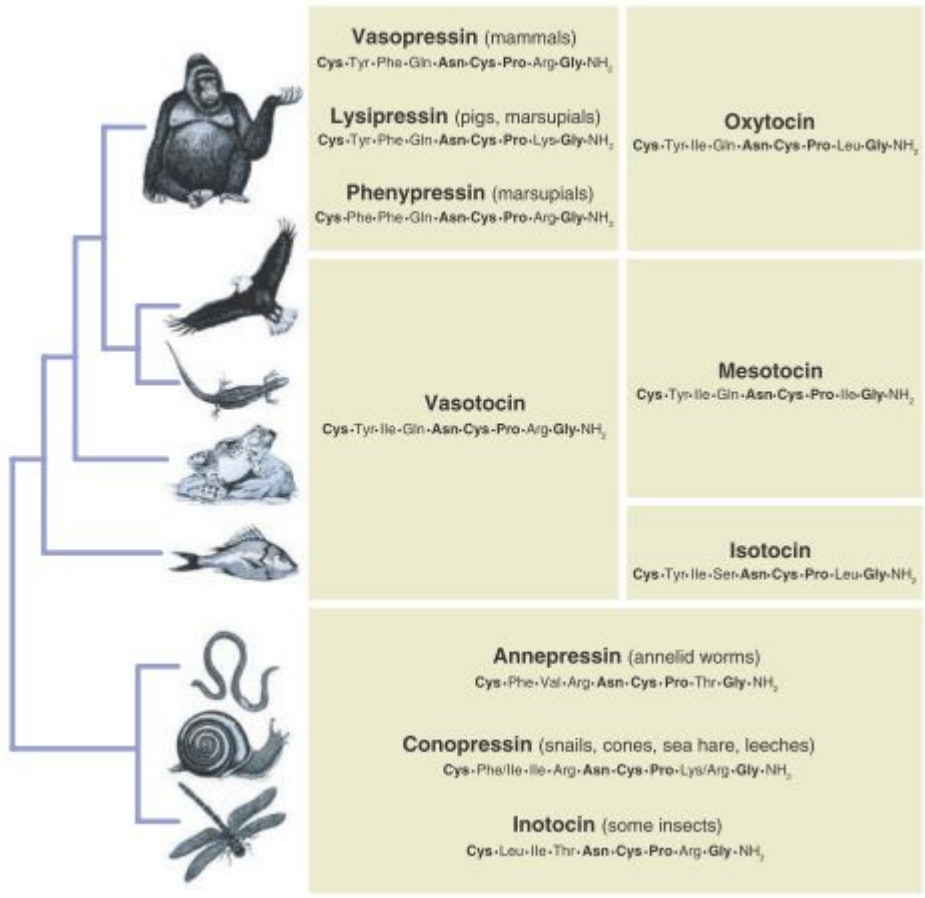 Vasopressin (mammals)
Cys·Tyr·Phe·Gln·Asn·Cys·Pro·Arg·Gly·NH₂
Lysipressin (pigs, marsupials)
Cys·Tyr·Phe·Gln·Asn·Cys·Pro·Lys·Gly·NH₂
Phenypressin (marsupials)
Cys·Phe·Phe·Gln·Asn·Cys·Pro·Arg·Gly·NH₂
Oxytocin
Cys·Tyr·Ile·Gln·Asn·Cys·Pro·Leu·Gly·NH₂
Vasotocin
Cys·Tyr·Ile·Gln·Asn·Cys·Pro·Arg·Gly·NH₂
Mesotocin
Cys·Tyr·Ile·Gln·Asn·Cys·Pro·Ile·Gly·NH₂
Isotocin
Cys·Tyr·Ile·Ser·Asn·Cys·Pro·Leu·Gly·NH₂
Annepressin (annelid worms)
Cys·Phe·Val·Arg·Asn·Cys·Pro·Thr·Gly·NH₂
Conopressin (snails, cones, sea hare, leeches)
Cys·Phe/Ile·Ile·Arg·Asn·Cys·Pro·Lys/Arg·Gly·NH₂
Inotocin (some insects)
Cys·Leu·Ile·Thr·Asn·Cys·Pro·Arg·Gly·NH₂